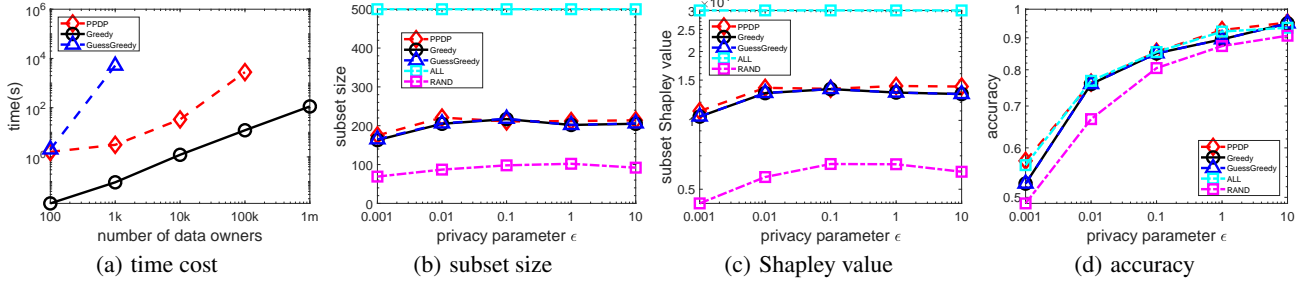 10^6
10^4
10^2
10^0
time(s)
PPDP
Greedy
GuessGreedy
100
1k
10k
100k
1m
number of data owners
(a) time cost
500
400
300
200
100
0
subset size
PPDP
Greedy
GuessGreedy
ALL
RAND
0.001
0.01
0.1
1
10
privacy parameter ϵ
(b) subset size
2.5
1.5
1
0.5
subset Shapley value
PPDP
Greedy
GuessGreedy
ALL
RAND
0.001
0.01
0.1
1
10
privacy parameter ϵ
(c) Shapley value
1
0.9
0.8
0.7
0.6
0.5
accuracy
PPDP
Greedy
GuessGreedy
ALL
RAND
0.001
0.01
0.1
1
10
privacy parameter ϵ
(d) accuracy